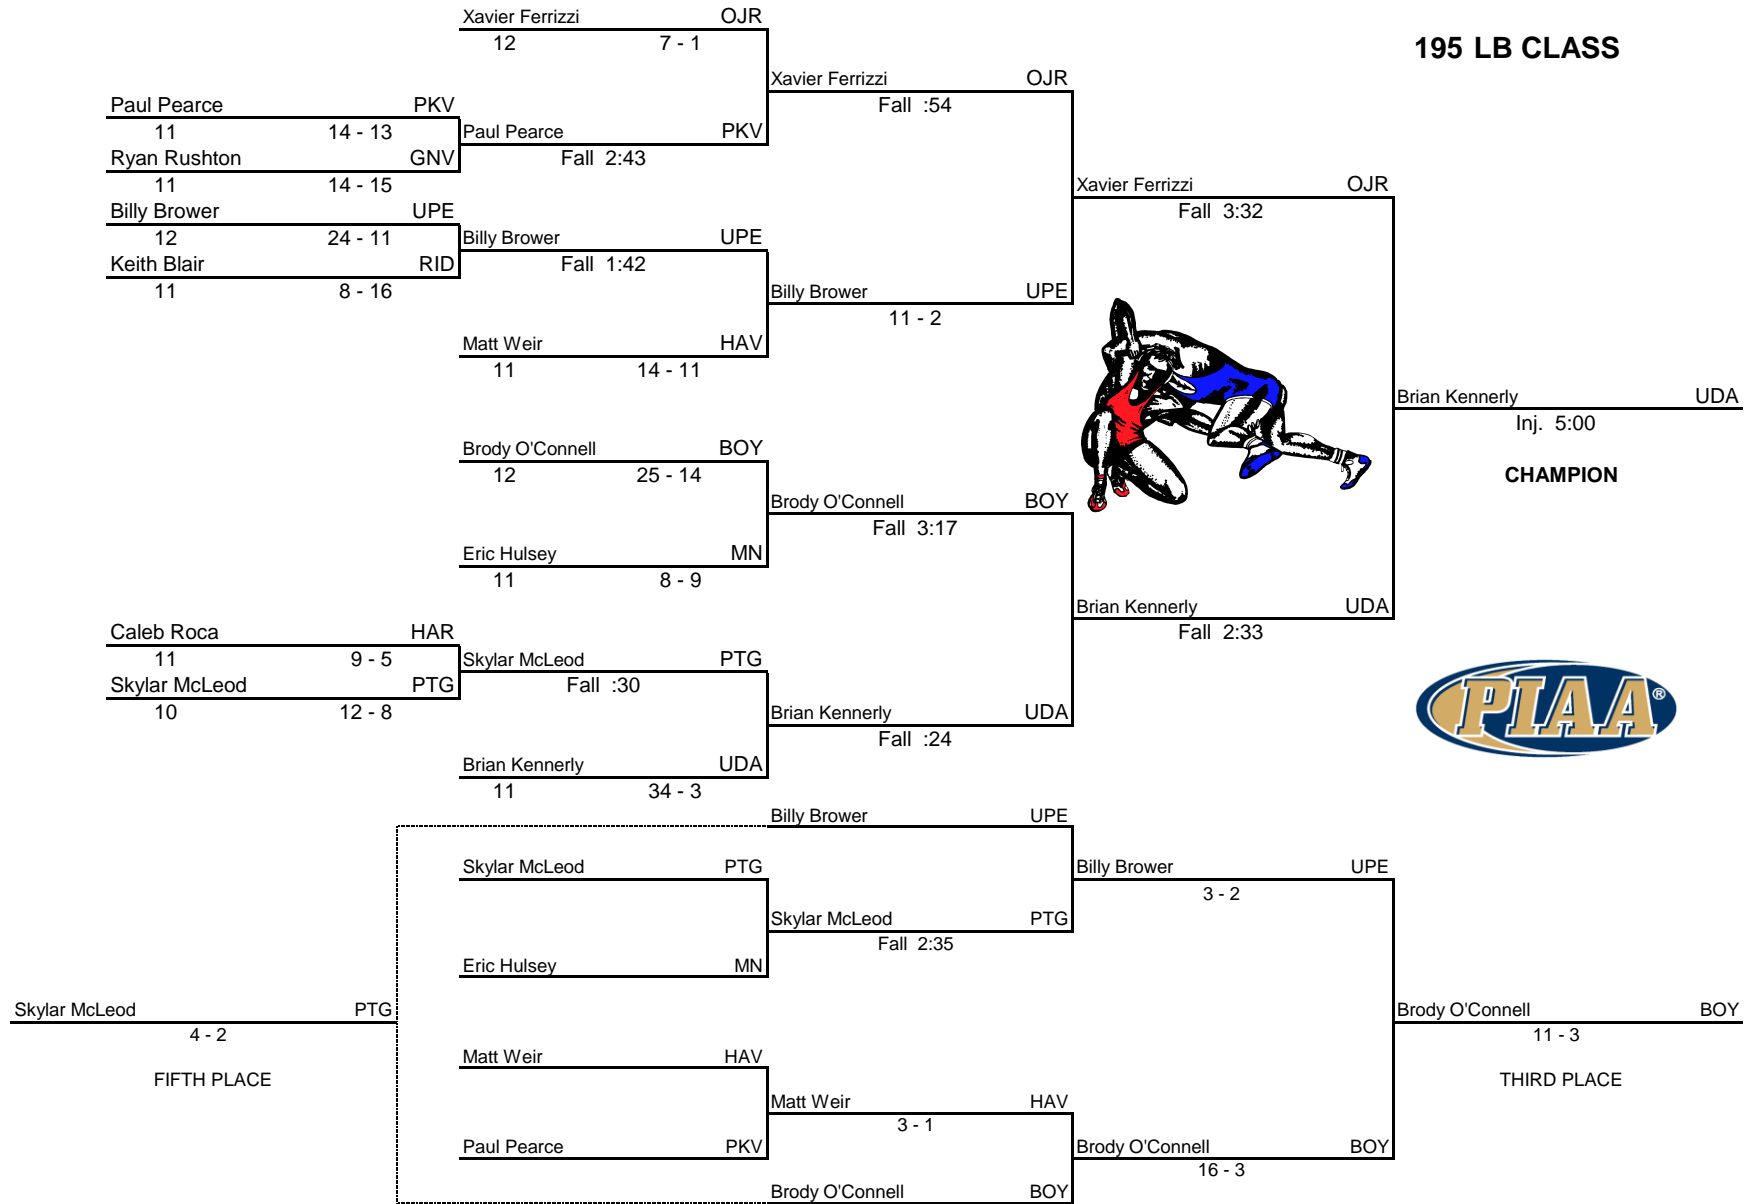 Xavier Ferrizzi OJR
12 7 - 1
195 LB CLASS
Xavier Ferrizzi OJR
Fall :54
Paul Pearce PKV
11 14 - 13
Paul Pearce PKV
Fall 2:43
Ryan Rushton GNV
11 14 - 15
Xavier Ferrizzi OJR
Fall 3:32
Billy Brower UPE
12 24 - 11
Billy Brower UPE
Fall 1:42
Keith Blair RID
11 8 - 16
Billy Brower UPE
11 - 2
Matt Weir HAV
11 14 - 11
Brian Kennerly UDA
Inj. 5:00
CHAMPION
Brody O'Connell BOY
12 25 - 14
Brody O'Connell BOY
Fall 3:17
Eric Hulsey MN
11 8 - 9
Brian Kennerly UDA
Fall 2:33
Caleb Roca HAR
11 9 - 5
Skylar McLeod PTG
Fall :30
Skylar McLeod PTG
10 12 - 8
Brian Kennerly UDA
Fall :24
PIAA®
Brian Kennerly UDA
11 34 - 3
Billy Brower UPE
Skylar McLeod PTG
Billy Brower UPE
3 - 2
Skylar McLeod PTG
Fall 2:35
Eric Hulsey MN
Skylar McLeod PTG
4 - 2
FIFTH PLACE
Brody O'Connell BOY
11 - 3
THIRD PLACE
Matt Weir HAV
Matt Weir HAV
3 - 1
Paul Pearce PKV
Brody O'Connell BOY
16 - 3
Brody O'Connell BOY